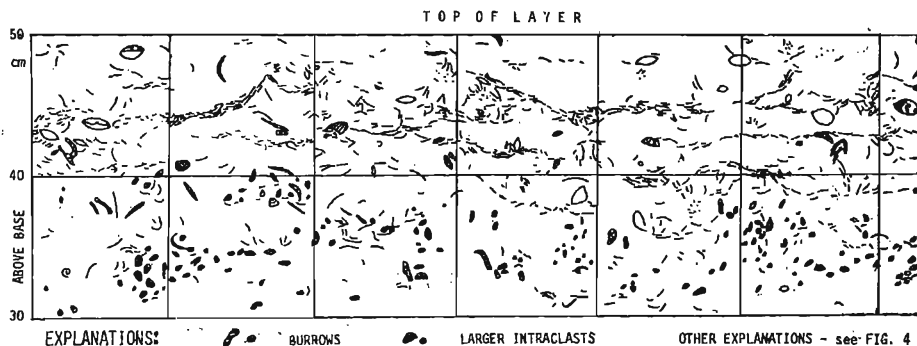 TOP OF LAYER
50
cm
40
ABOVE BASE
30
EXPLANATIONS: BURROWS LARGER INTRACLASTS OTHER EXPLANATIONS - see FIG. 4